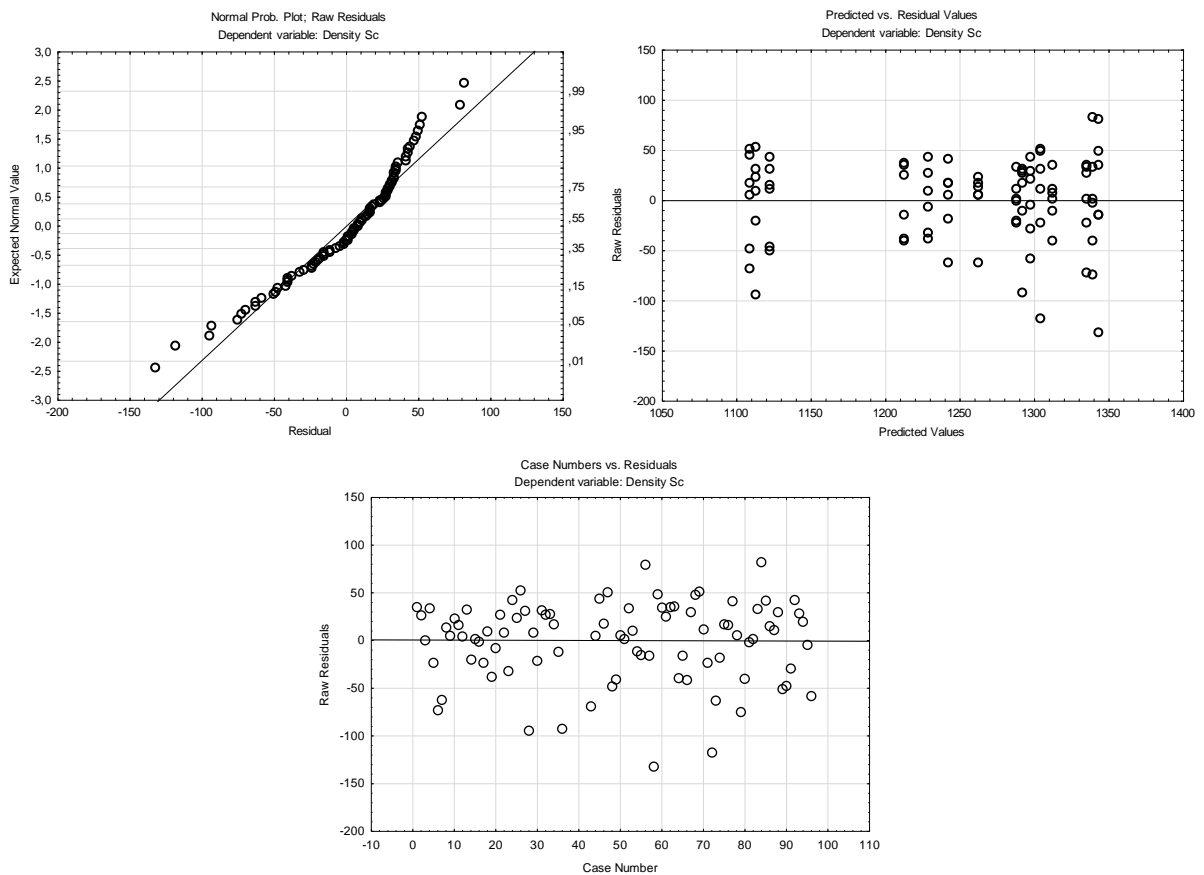 Normal Prob. Plot; Raw Residuals
Dependent variable: Density Sc
3,0
2,5
2,0
1,5
1,0
0,5
0,0
-0,5
-1,0
-1,5
-2,0
-2,5
-3,0
Expected Normal Value
,99
,95
,75
,55
,35
,15
,05
,01
-200 -150 -100 -50 0 50 100 150
Residual
Predicted vs. Residual Values
Dependent variable: Density Sc
150
100
50
0
-50
-100
-150
-200
Raw Residuals
1050 1100 1150 1200 1250 1300 1350 1400
Predicted Values
Case Numbers vs. Residuals
Dependent variable: Density Sc
150
100
50
0
-50
-100
-150
-200
Raw Residuals
-10 0 10 20 30 40 50 60 70 80 90 100 110
Case Number